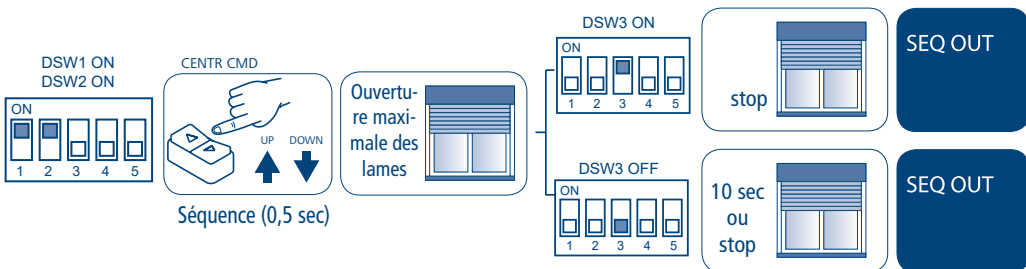 DSW1 ON
DSW2 ON
ON
1 2 3 4 5
CENTR CMD
UP DOWN
Séquence (0,5 sec)
Ouvertu-
re maxi-
male des
lames
DSW3 ON
ON
1 2 3 4 5
stop
SEQ OUT
DSW3 OFF
ON
1 2 3 4 5
10 sec
ou
stop
SEQ OUT